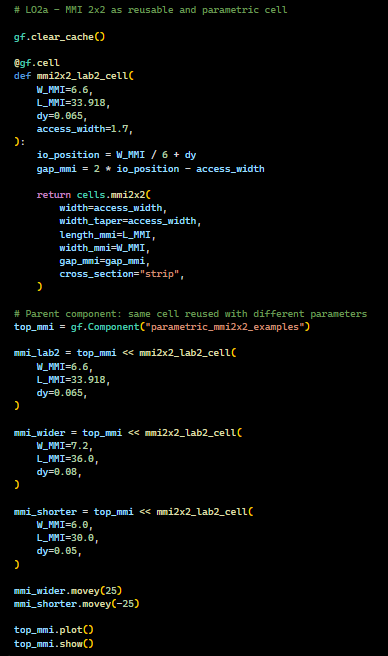 # LO2a – MMI 2x2 as reusable and parametric cell
gf.clear_cache()
@gf.cell
def mmi2x2_lab2_cell(
    W_MMI=6.6,
    L_MMI=33.918,
    dy=0.065,
    access_width=1.7,
):
    io_position = W_MMI / 6 + dy
    gap_mmi = 2 * io_position - access_width
    return cells.mmi2x2(
        width=access_width,
        width_taper=access_width,
        length_mmi=L_MMI,
        width_mmi=W_MMI,
        gap_mmi=gap_mmi,
        cross_section="strip",
    )
# Parent component: same cell reused with different parameters
top_mmi = gf.Component("parametric_mmi2x2_examples")
mmi_lab2 = top_mmi << mmi2x2_lab2_cell(
    W_MMI=6.6,
    L_MMI=33.918,
    dy=0.065,
)
mmi_wider = top_mmi << mmi2x2_lab2_cell(
    W_MMI=7.2,
    L_MMI=36.0,
    dy=0.08,
)
mmi_shorter = top_mmi << mmi2x2_lab2_cell(
    W_MMI=6.0,
    L_MMI=30.0,
    dy=0.05,
)
mmi_wider.movey(25)
mmi_shorter.movey(-25)
top_mmi.plot()
top_mmi.show()